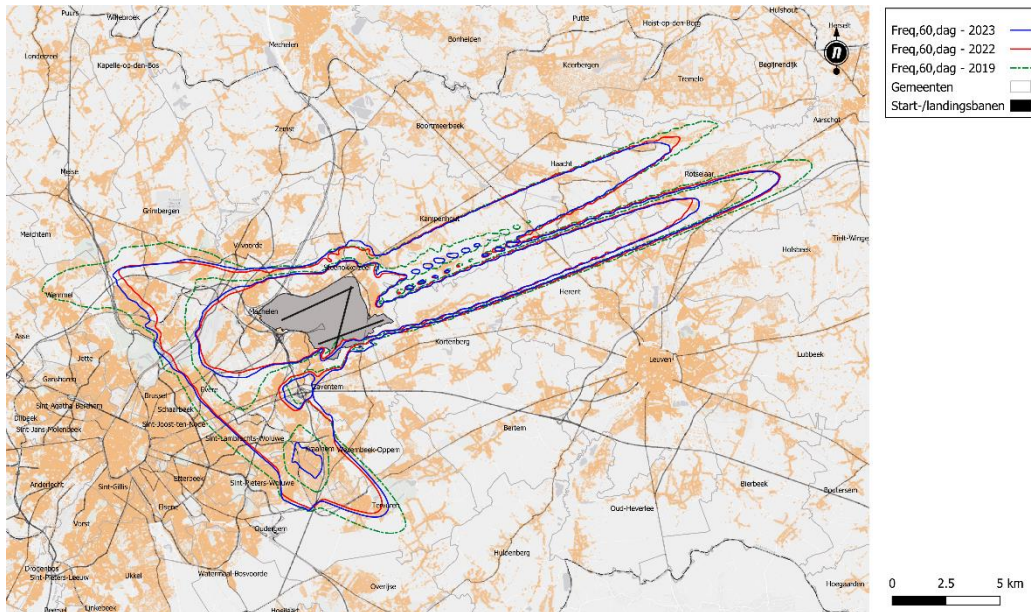 Puurs
Willebroek
Putte
Heist-op-den-Berg
Hulshout
Herselt
Londerzeel
Kapelle-op-den-Bos
Mechelen
Bonheiden
Keerbergen
Begijnendijk
Tremelo
Zemst
Boortmeerbeek
Aarschot
Meise
Haacht
Rotselaar
Grimbergen
Kampenhout
Merchtem
Vilvoorde
Holsbeek
Tielt-Winge
Steenokkerzeel
Wemmel
Machelen
Herent
Asse
Kortenberg
Jette
Leuven
Lubbeek
Ganshoren
Evere
Zaventem
Brussel
Sint-Agatha-Berchem
Schaarbeek
Dilbeek
Sint-Joost-ten-Node
Sint-Jans-Molenbeek
Bertem
Sint-Lambrechts-Woluwe
Kraainem
Wezembeek-Oppem
Etterbeek
Anderlecht
Sint-Gillis
Sint-Pieters-Woluwe
Bierbeek
Boutersem
Elsene
Tervuren
Oud-Heverlee
Vorst
Oudergem
Huldenberg
Drogenbos
Sint-Pieters-Leeuw
Ukkel
Watermaal-Bosvoorde
Overijse
Hoegaarden
Beersel
Linkebeek
Hoeilaart
Freq,60,dag - 2023
Freq,60,dag - 2022
Freq,60,dag - 2019
Gemeenten
Start-/landingsbanen
n
0 2.5 5 km